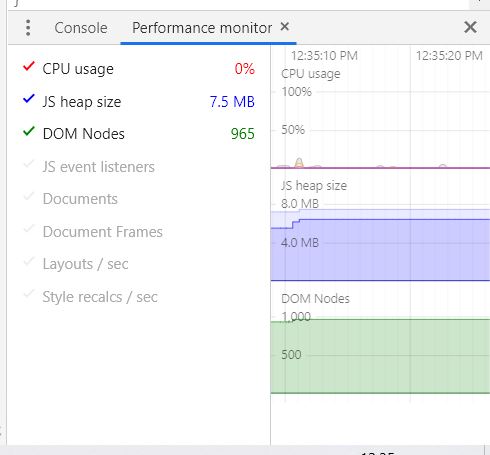 Console
Performance monitor
CPU usage 0%
JS heap size 7.5 MB
DOM Nodes 965
JS event listeners
Documents
Document Frames
Layouts / sec
Style recalcs / sec
12:35:10 PM 12:35:20 PM
CPU usage
100%
50%
JS heap size
8.0 MB
4.0 MB
DOM Nodes
1,000
500